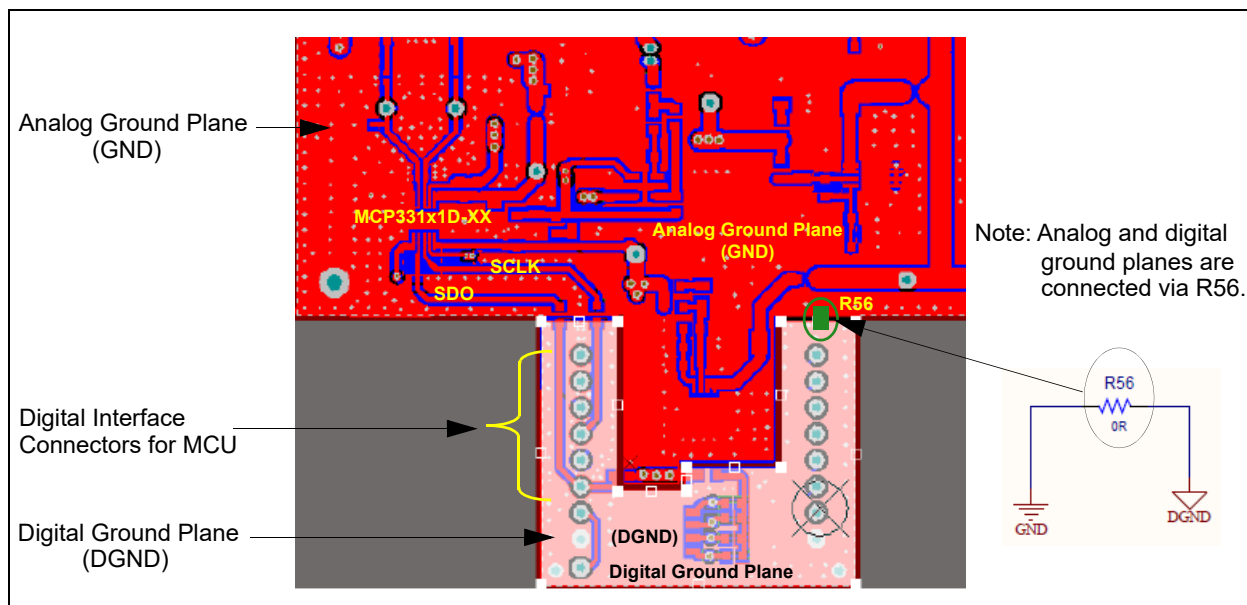 Analog Ground Plane
(GND)
MCP331x1D-XX
Analog Ground Plane
(GND)
SCLK
SDO
R56
Note: Analog and digital
ground planes are
connected via R56.
R56
0R
GND
DGND
Digital Interface
Connectors for MCU
Digital Ground Plane
(DGND)
(DGND)
Digital Ground Plane